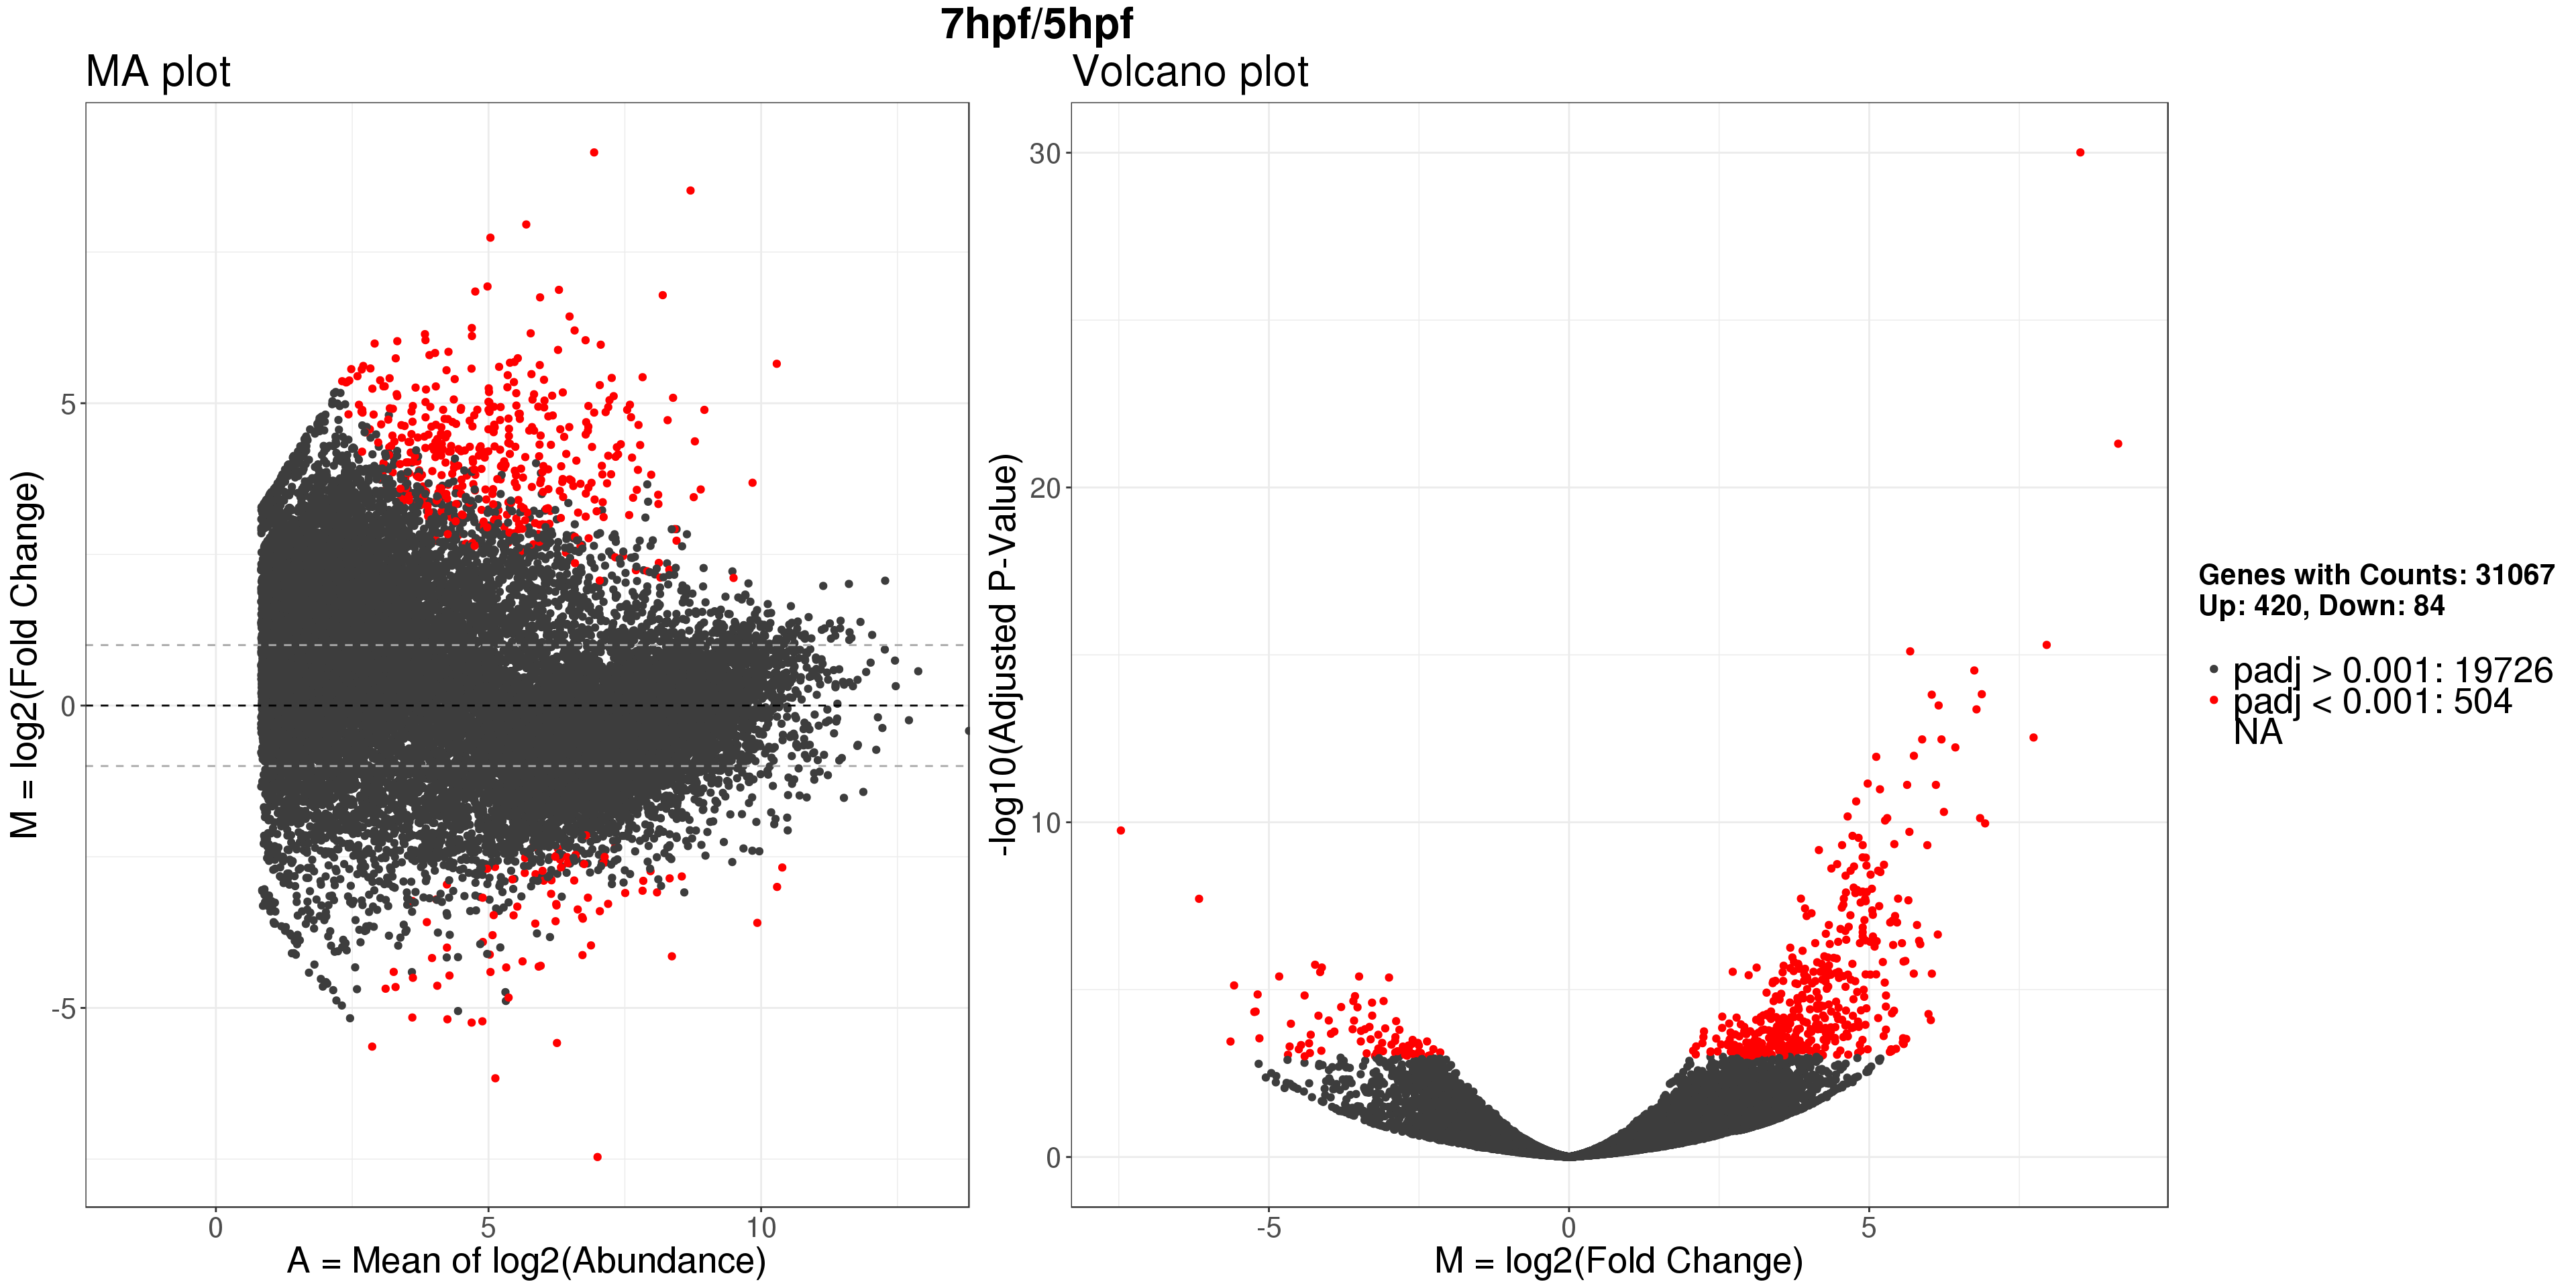 7hpf/5hpf
MA plot
M = log2(Fold Change)
5
0
-5
0
5
10
A = Mean of log2(Abundance)
Volcano plot
-log10(Adjusted P-Value)
30
20
10
0
-5
0
5
M = log2(Fold Change)
Genes with Counts: 31067
Up: 420, Down: 84
padj > 0.001: 19726
padj < 0.001: 504
NA